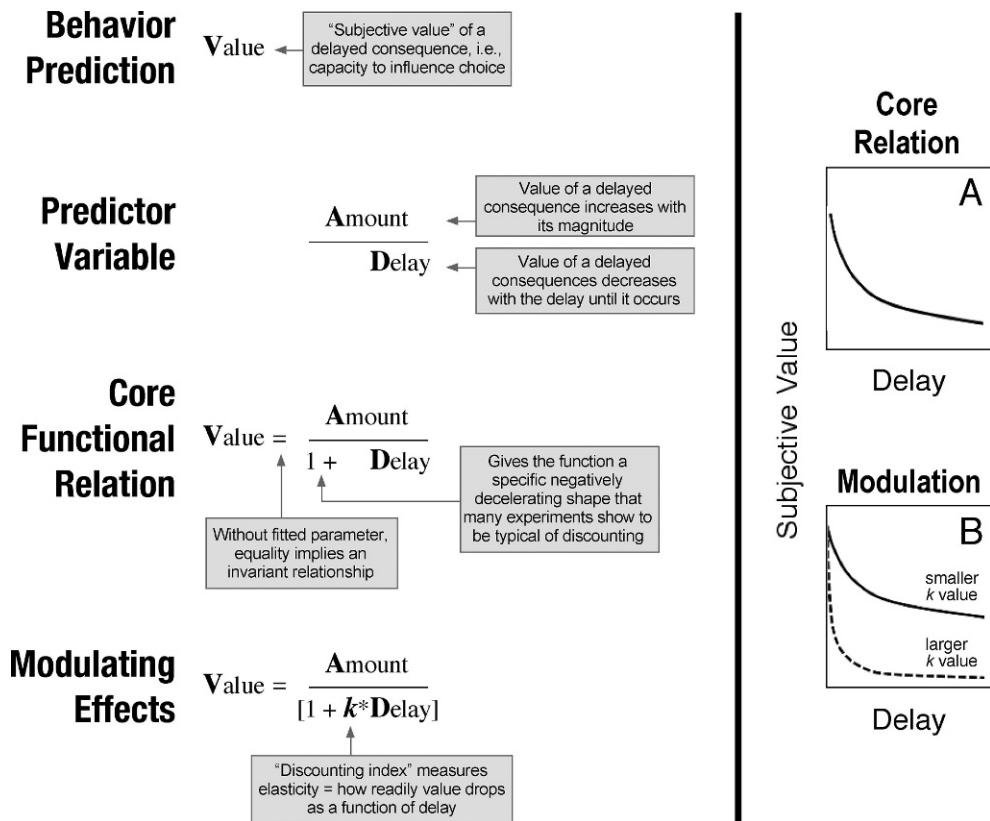 Behavior
Prediction
Value
“Subjective value” of
a delayed consequence, i.e.,
capacity to influence choice
Predictor
Variable
Amount
Delay
Value of a delayed
consequence increases with
its magnitude
Value of a delayed
consequences decreases
with the delay until it occurs
Core
Functional
Relation
Value =
Amount
1 + Delay
Without fitted parameter,
equality implies an
invariant relationship
Gives the function a
specific negatively
decelerating shape that
many experiments show to
be typical of discounting
Modulating
Effects
Value =
Amount
[1 + k*Delay]
“Discounting index” measures
elasticity = how readily value drops
as a function of delay
Subjective Value
Core
Relation
A
Delay
Modulation
B
smaller
k value
larger
k value
Delay